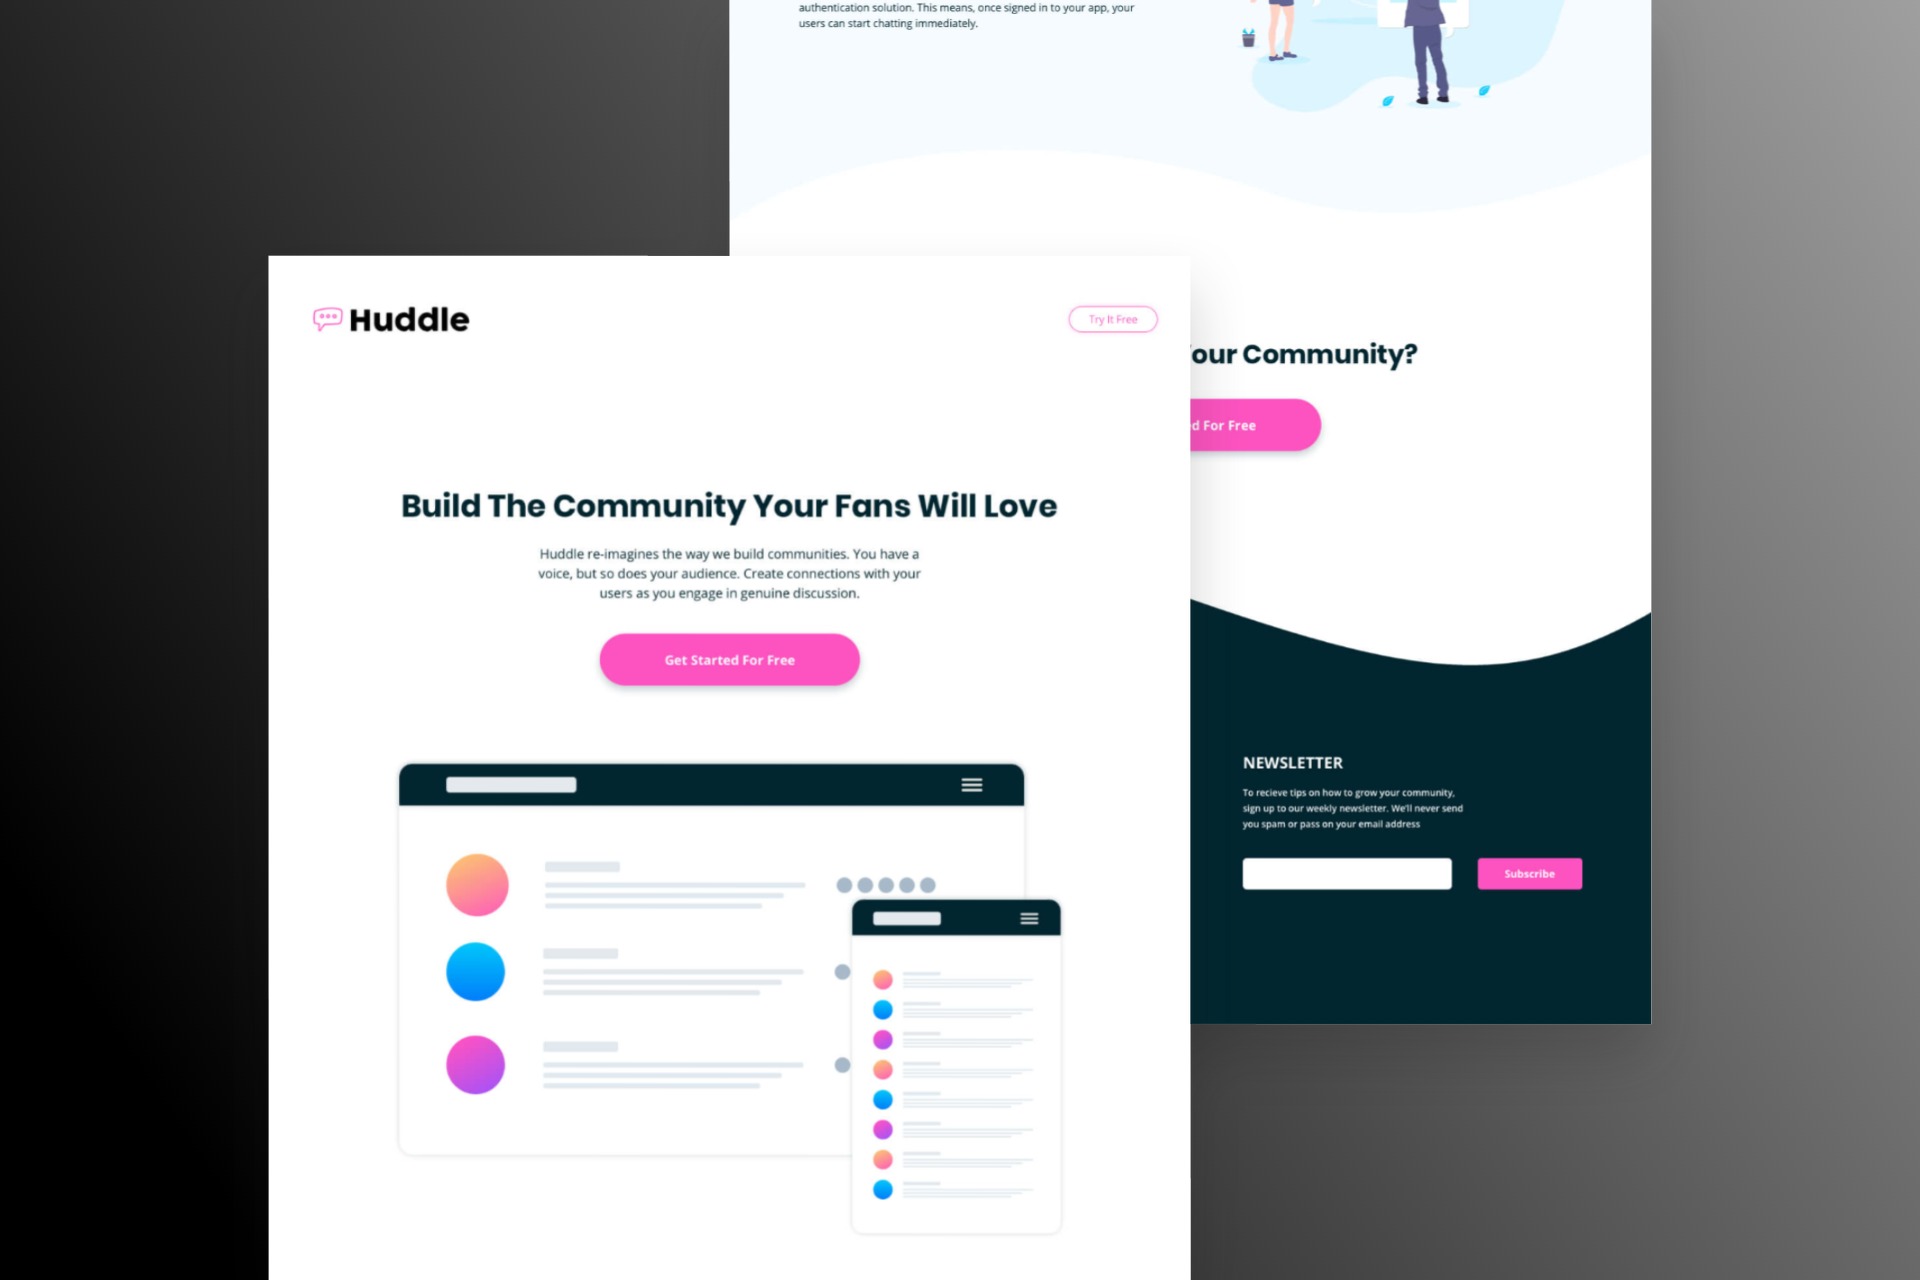 authentication solution. This means, once signed in to your app, your
users can start chatting immediately.
Huddle
Try It Free
our Community?
Build The Community Your Fans Will Love
Huddle re-imagines the way we build communities. You have a
voice, but so does your audience. Create connections with your
users as you engage in genuine discussion.
Get Started For Free
d For Free
NEWSLETTER
To recieve tips on how to grow your community,
sign up to our weekly newsletter. We'll never send
you spam or pass on your email address
Subscribe